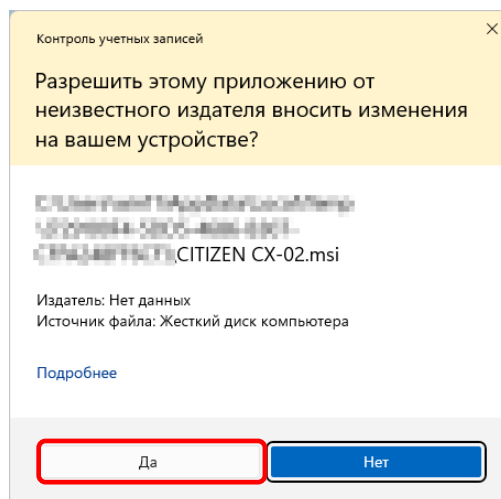 Контроль учетных записей
Разрешить этому приложению от
неизвестного издателя вносить изменения
на вашем устройстве?
CITIZEN CX-02.msi
Издатель: Нет данных
Источник файла: Жесткий диск компьютера
Подробнее
Да
Нет